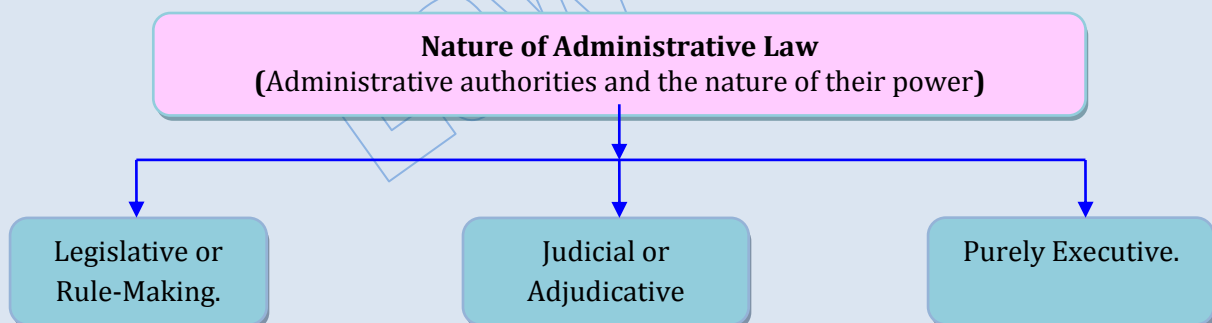 Nature of Administrative Law
(Administrative authorities and the nature of their power)
Legislative or
Rule-Making.
Judicial or
Adjudicative
Purely Executive.